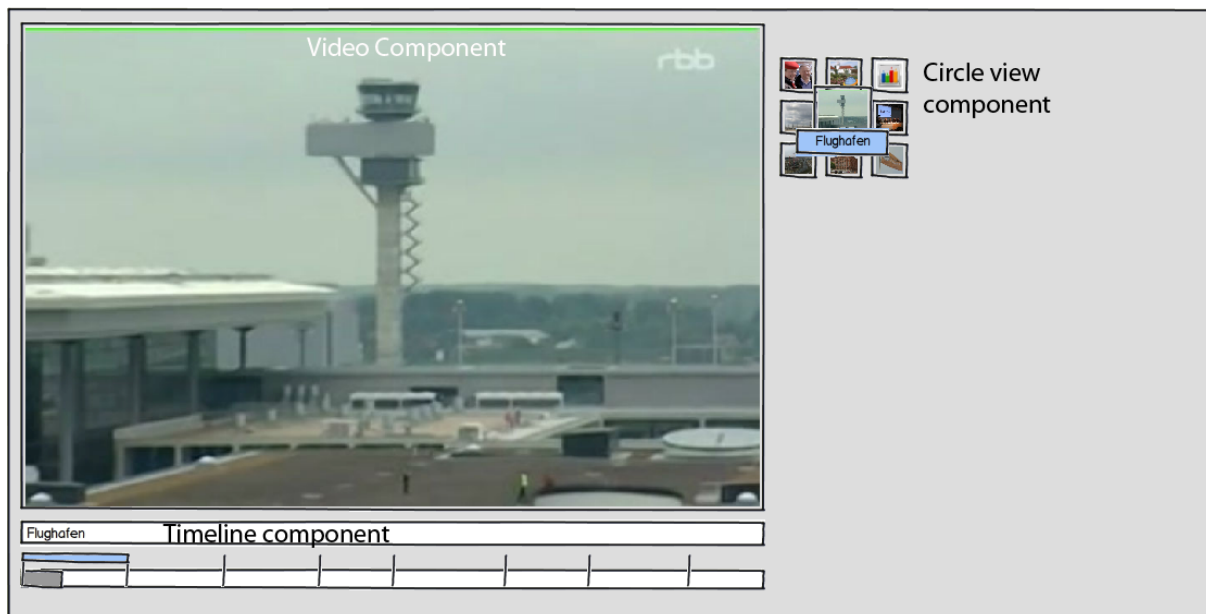 Video Component
rbb
Circle view
component
Flughafen
Flughafen
Timeline component